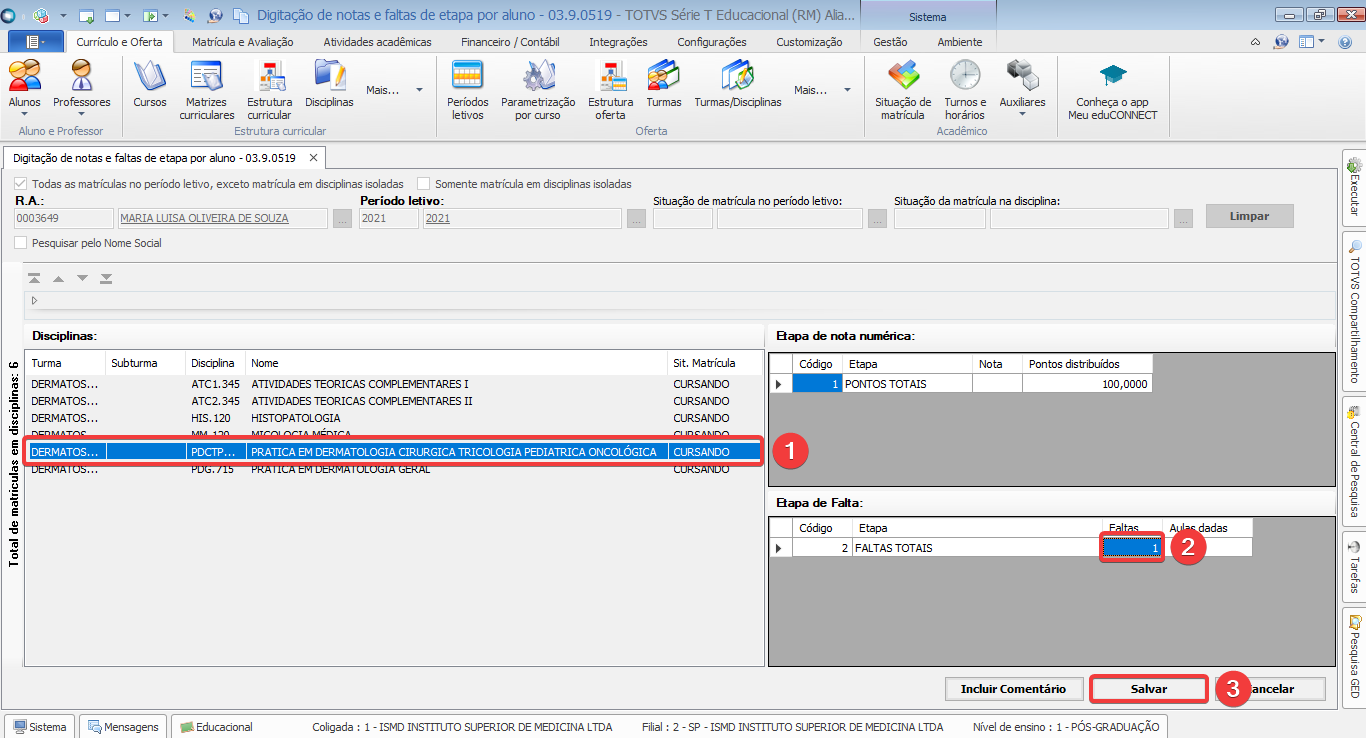 Digitação de notas e faltas de etapa por aluno - 03.9.0519 - TOTVS Série T Educacional (RM) Alia...
Sistema
Currículo e Oferta
Matrícula e Avaliação
Atividades acadêmicas
Financeiro / Contábil
Integrações
Configurações
Customização
Gestão
Ambiente
Alunos
Professores
Cursos
Matrizes curriculares
Estrutura curricular
Disciplinas
Mais...
Períodos letivos
Parametrização por curso
Estrutura oferta
Turmas
Turmas/Disciplinas
Mais...
Situação de matrícula
Turnos e horários
Auxiliares
Conheça o app Meu eduCONNECT
Aluno e Professor
Estrutura curricular
Oferta
Acadêmico
Digitação de notas e faltas de etapa por aluno - 03.9.0519
Todas as matrículas no período letivo, exceto matrícula em disciplinas isoladas
Somente matrícula em disciplinas isoladas
R.A.:
Período letivo:
Situação de matrícula no período letivo:
Situação da matrícula na disciplina:
0003649
MARIA LUISA OLIVEIRA DE SOUZA
...
2021
2021
...
...
...
Limpar
Pesquisar pelo Nome Social
Total de matrículas em disciplinas: 6
Disciplinas:
Turma Subturma Disciplina Nome Sit. Matrícula
DERMATOS... ATC1.345 ATIVIDADES TEORICAS COMPLEMENTARES I CURSANDO
DERMATOS... ATC2.345 ATIVIDADES TEORICAS COMPLEMENTARES II CURSANDO
DERMATOS... HIS.120 HISTOPATOLOGIA CURSANDO
DERMATOS... MM.120 MICOLOGIA MÉDICA CURSANDO
DERMATOS... PDCTP... PRATICA EM DERMATOLOGIA CIRURGICA TRICOLOGIA PEDIATRICA ONCOLÓGICA CURSANDO
1
DERMATOS... PDG.715 PRATICA EM DERMATOLOGIA GERAL CURSANDO
Etapa de nota numérica:
Código Etapa Nota Pontos distribuídos
1 PONTOS TOTAIS 100,0000
Etapa de Falta:
Código Etapa Faltas Aulas dadas
2 FALTAS TOTAIS 1
2
Incluir Comentário
Salvar
3
ancelar
Executar
TOTVS Compartilhamento
Central de Pesquisa
Tarefas
Pesquisa GED
Sistema
Mensagens
Educacional
Coligada : 1 - ISMD INSTITUTO SUPERIOR DE MEDICINA LTDA
Filial : 2 - SP - ISMD INSTITUTO SUPERIOR DE MEDICINA LTDA
Nível de ensino : 1 - PÓS-GRADUAÇÃO